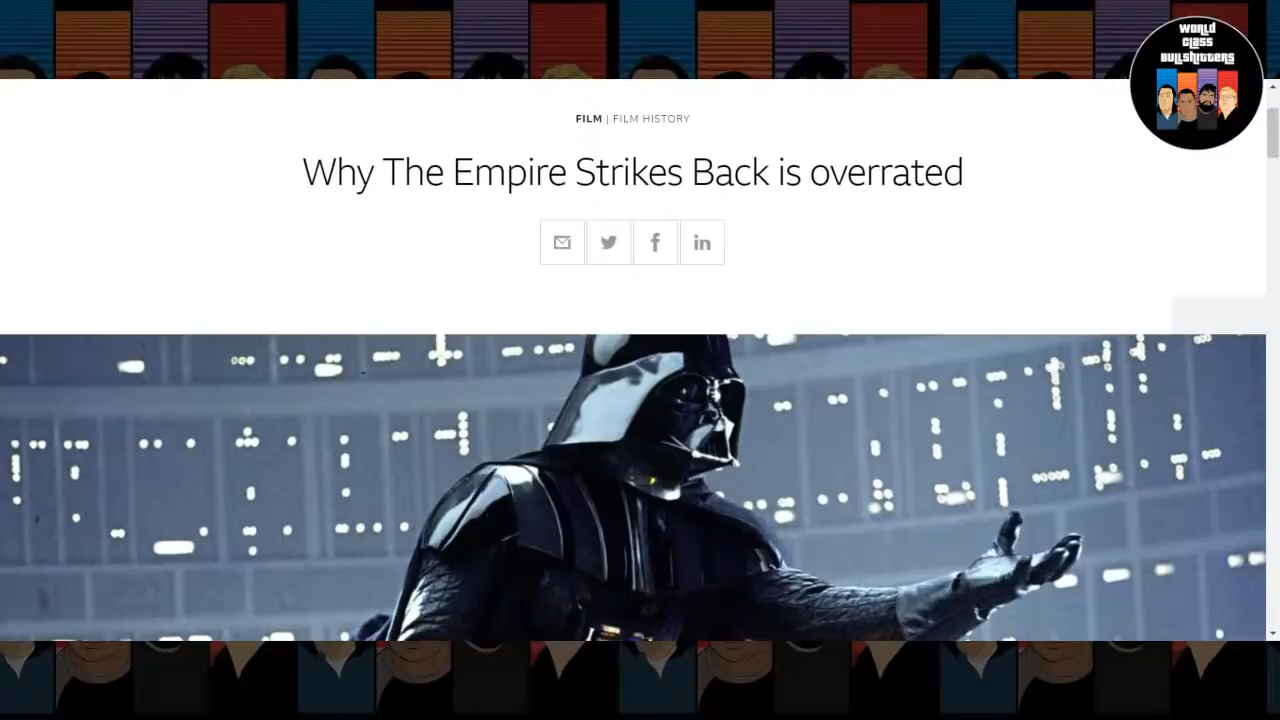 WORLD
CLASS
BULLSHITTERS
FILM | FILM HISTORY
Why The Empire Strikes Back is overrated